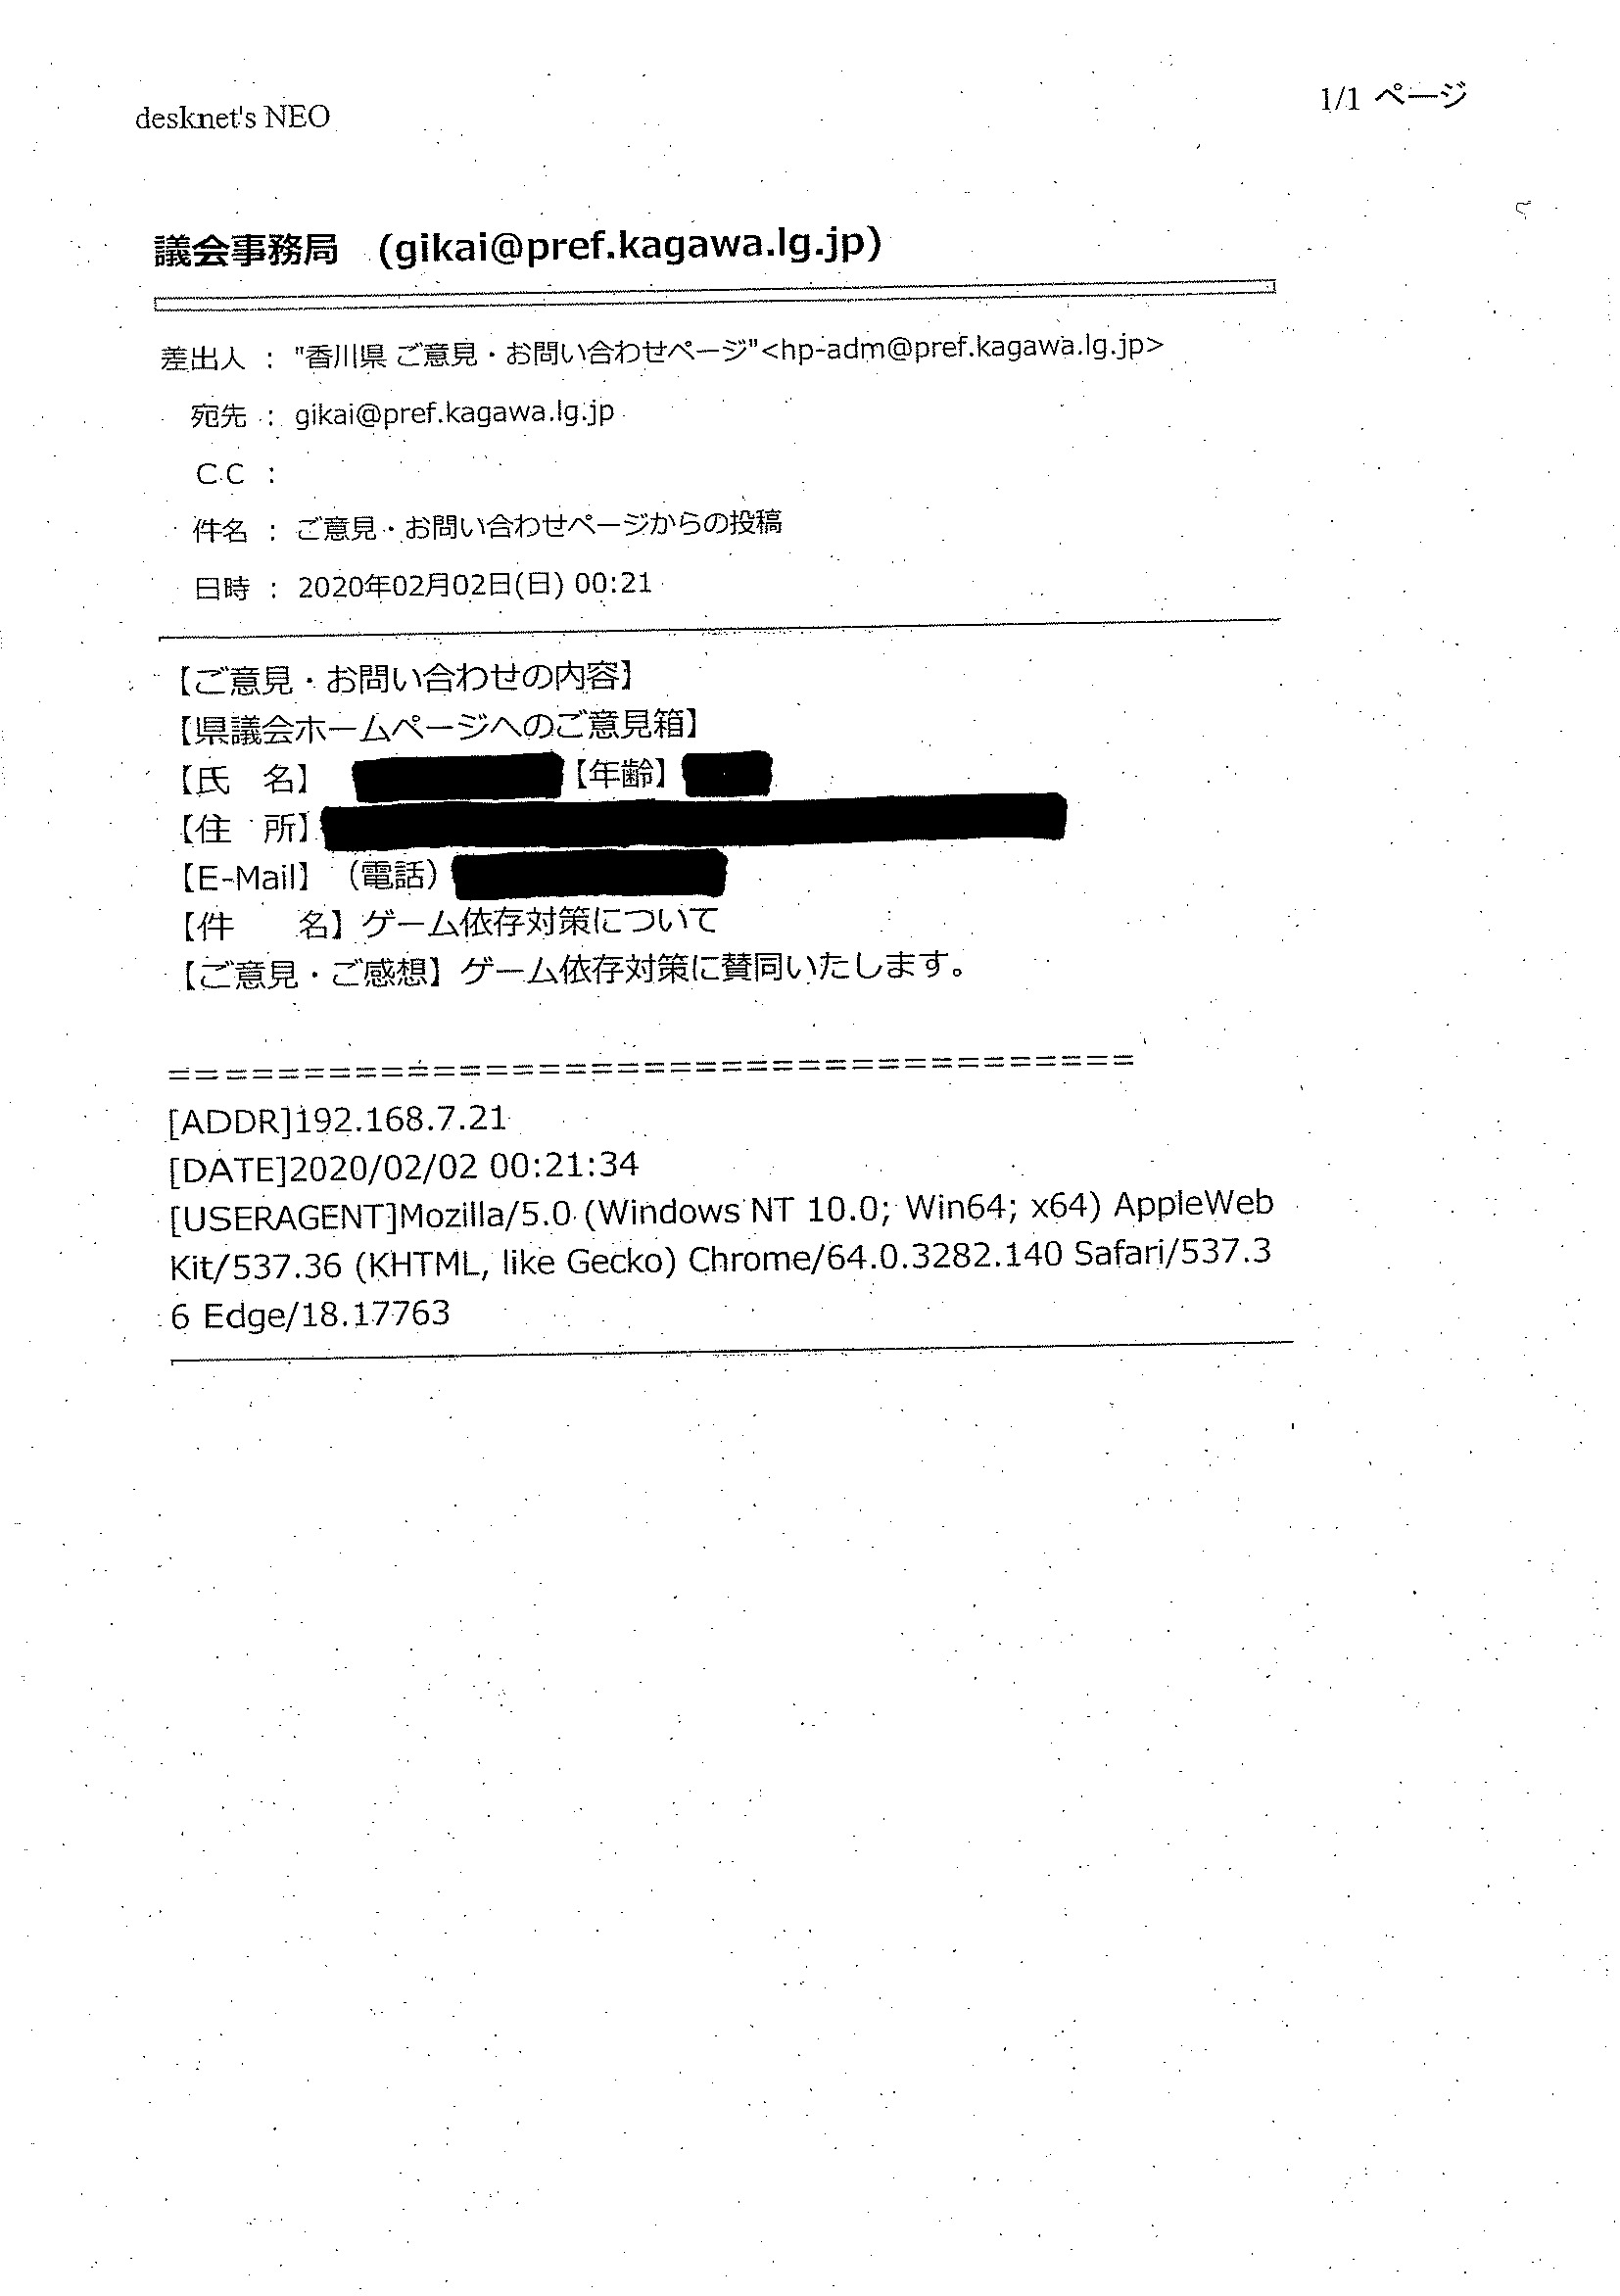 desknet's NEO
1/1 ページ
議会事務局 (gikai@pref.kagawa.lg.jp)
差出人 : "香川県 ご意見・お問い合わせページ"<hp-adm@pref.kagawa.lg.jp>
宛先 : gikai@pref.kagawa.lg.jp
C.C :
件名 : ご意見・お問い合わせページからの投稿
日時 : 2020年02月02日(日) 00:21
【ご意見・お問い合わせの内容】
【県議会ホームページへのご意見箱】
【氏　名】 【年齢】
【住　所】
【E-Mail】（電話）
【件　　名】ゲーム依存対策について
【ご意見・ご感想】ゲーム依存対策に賛同いたします。
=====================================
[ADDR]192.168.7.21
[DATE]2020/02/02 00:21:34
[USERAGENT]Mozilla/5.0 (Windows NT 10.0; Win64; x64) AppleWeb
Kit/537.36 (KHTML, like Gecko) Chrome/64.0.3282.140 Safari/537.3
6 Edge/18.17763